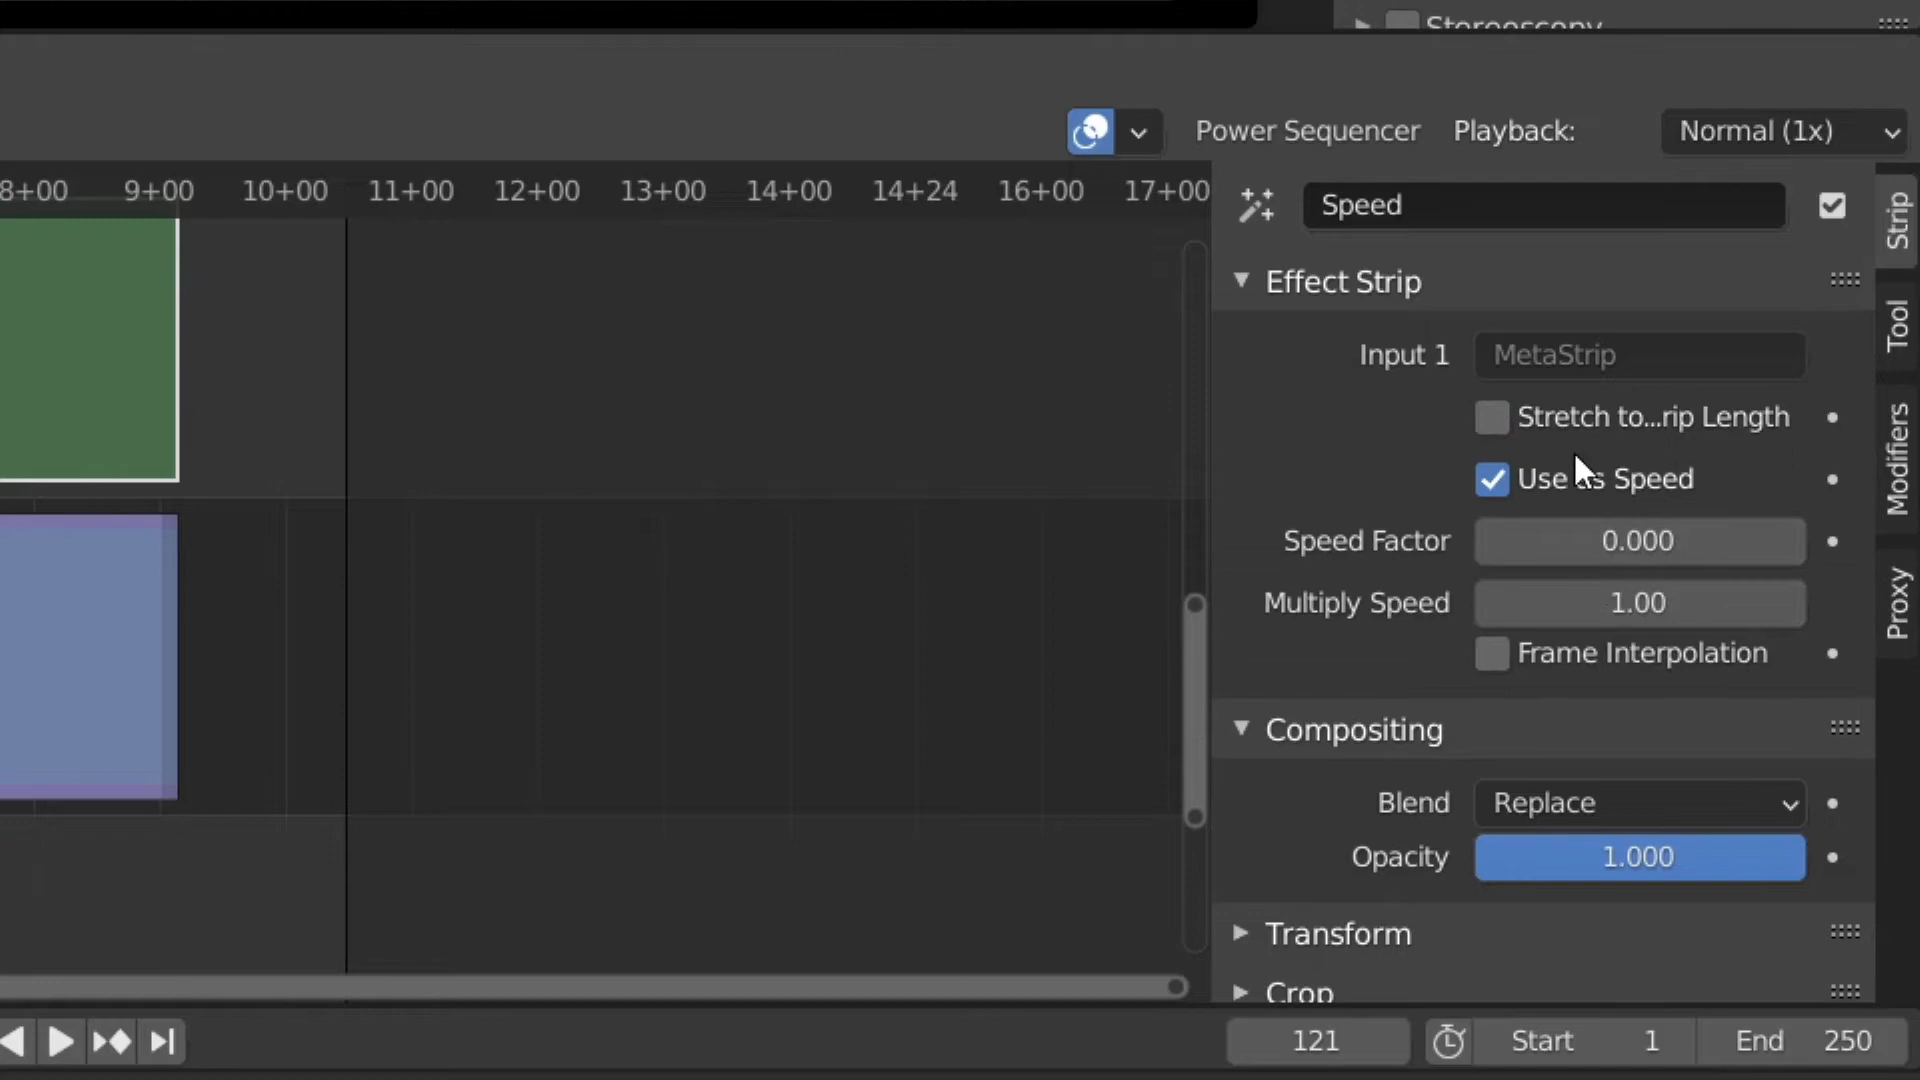 Stereoscopy
Power Sequencer Playback: Normal (1x)
8+00 9+00 10+00 11+00 12+00 13+00 14+00 14+24 16+00 17+00
Speed
Strip
Effect Strip
Tool
Input 1 MetaStrip
Stretch to...rip Length
Modifiers
Use as Speed
Speed Factor 0.000
Multiply Speed 1.00
Proxy
Frame Interpolation
Compositing
Blend Replace
Opacity 1.000
Transform
Crop
121 Start 1 End 250